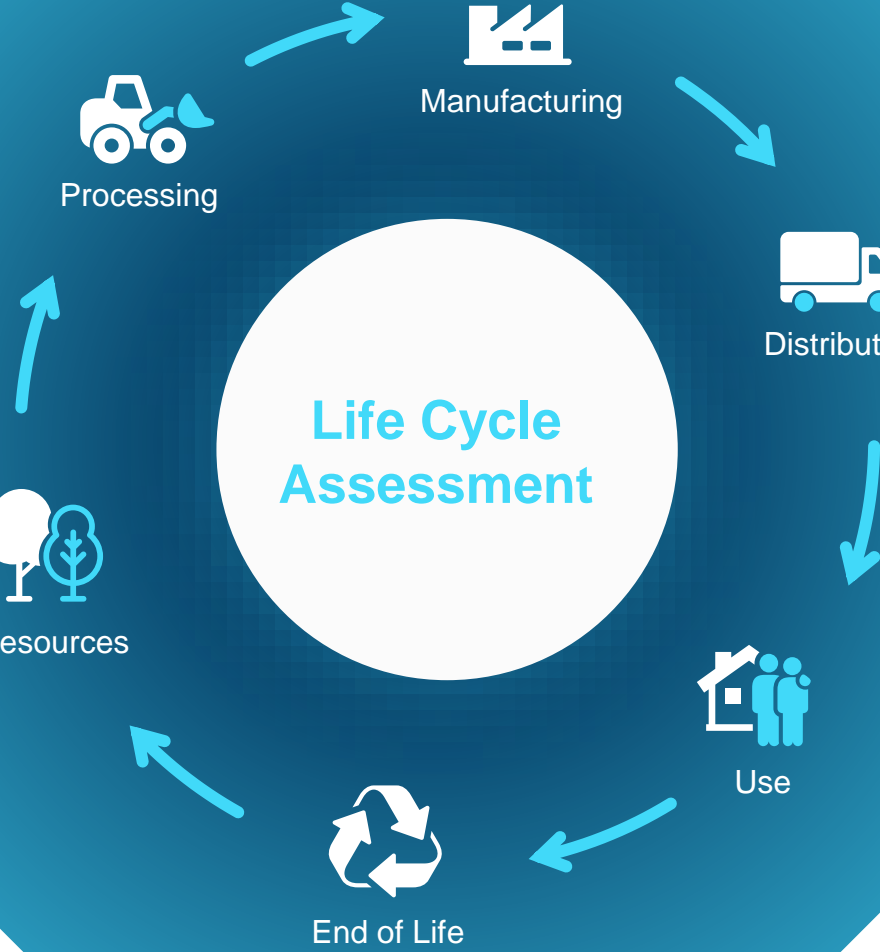 Manufacturing
Processing
Distribut
Life Cycle
Assessment
esources
Use
End of Life